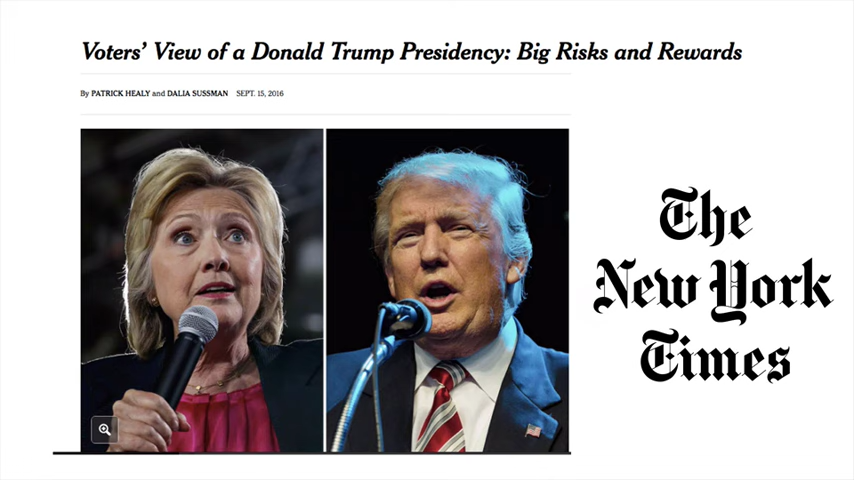 Voters' View of a Donald Trump Presidency: Big Risks and Rewards
By PATRICK HEALY and DALIA SUSSMAN SEPT. 15, 2016
The
New York
Times